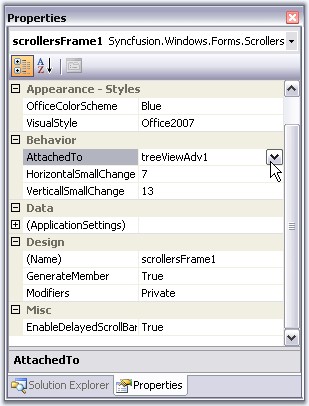 Properties
scrollersFrame1 Syncfusion.Windows.Forms.Scrollers
Appearance - Styles
OfficeColorScheme Blue
VisualStyle Office2007
Behavior
AttachedTo treeViewAdv1
HorizontalSmallChange 7
VerticallSmallChange 13
Data
(ApplicationSettings)
Design
(Name) scrollersFrame1
GenerateMember True
Modifiers Private
Misc
EnableDelayedScrollBar True
AttachedTo
Solution Explorer Properties